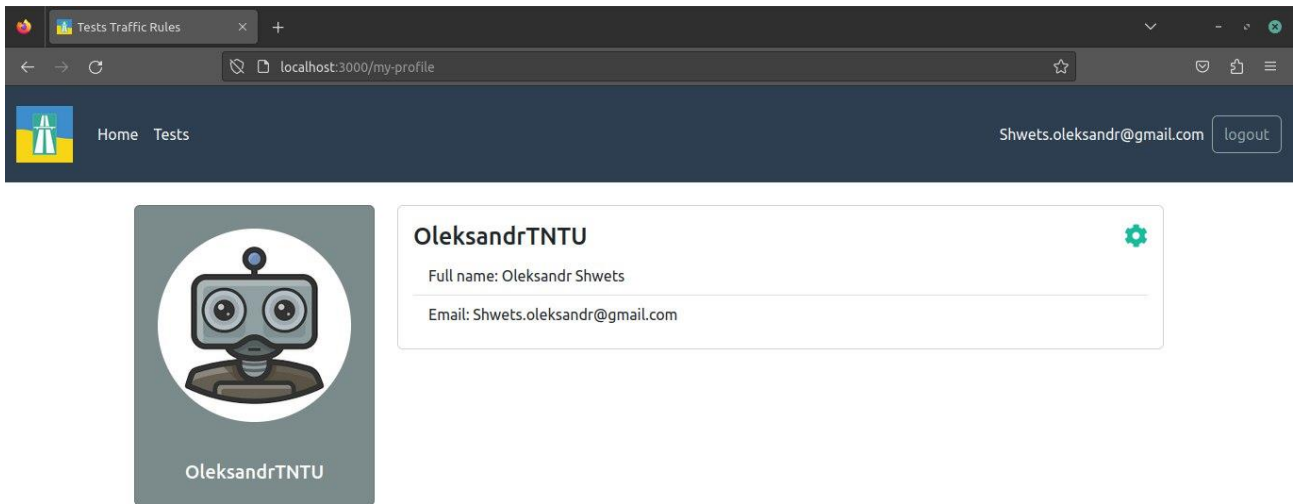 Tests Traffic Rules
localhost:3000/my-profile
Home Tests Shwets.oleksandr@gmail.com logout
OleksandrTNTU
Full name: Oleksandr Shwets
Email: Shwets.oleksandr@gmail.com
OleksandrTNTU